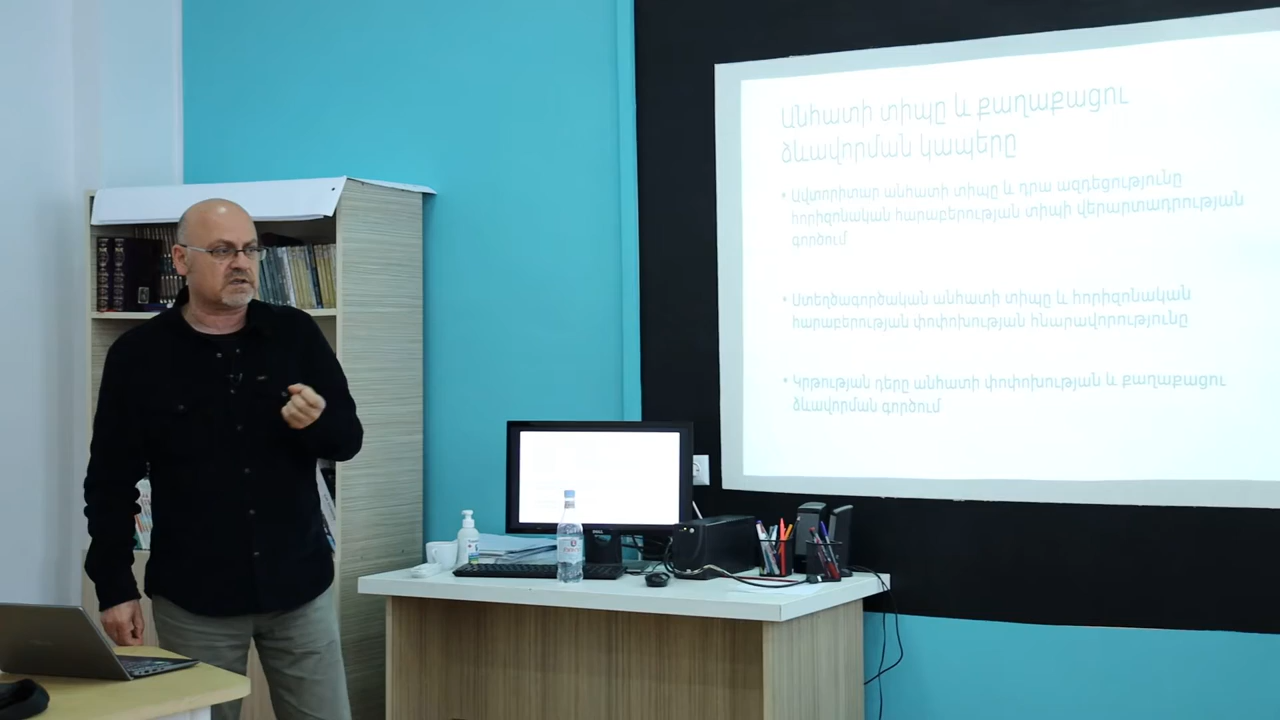 Անհատի տիպը և քաղաքացու
ձևավորման կապերը
• Ավտորիտար անհատի տիպը և դրա ազդեցությունը
հորիզոնական հարաբերության տիպի վերարտադրության
գործում
• Ստեղծագործական անհատի տիպը և հորիզոնական
հարաբերության փոփոխության հնարավորությունը
• Կրթության դերը անհատի փոփոխության և քաղաքացու
ձևավորման գործում